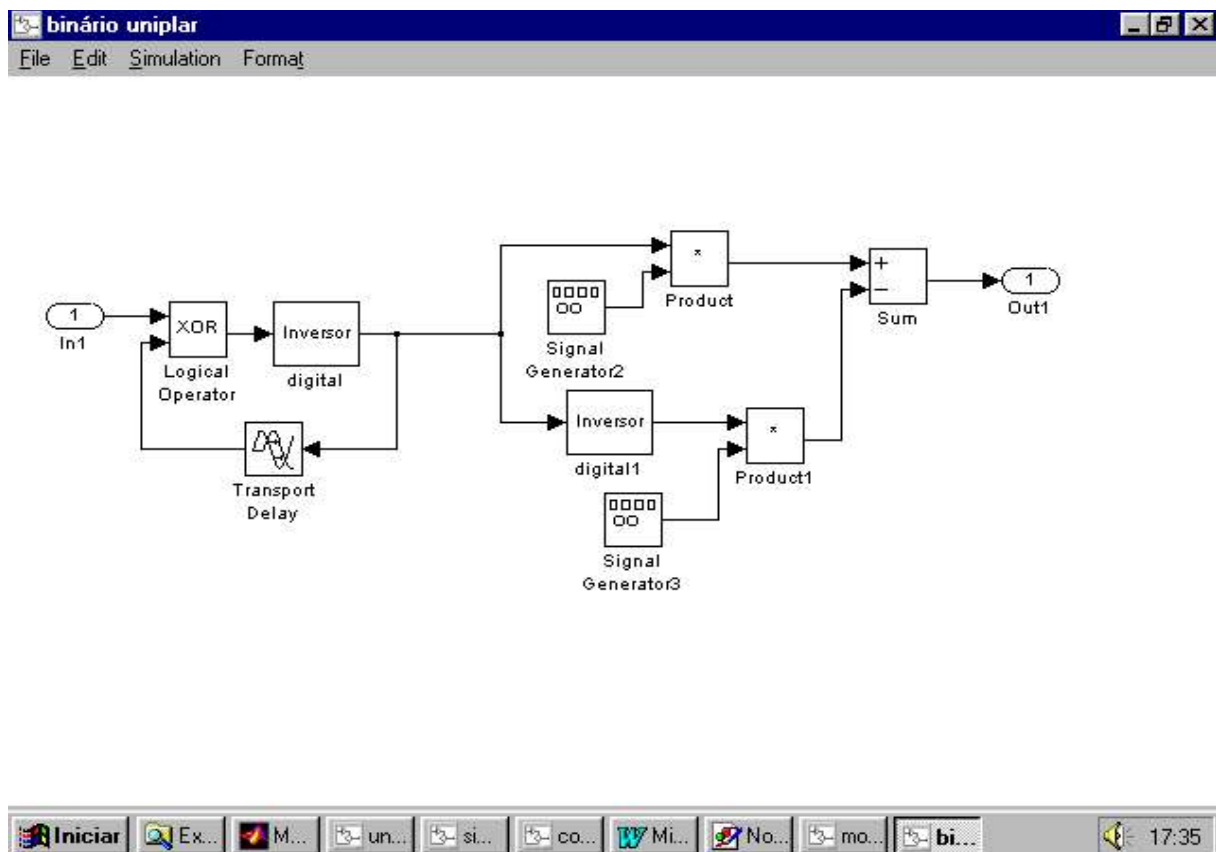 binário uniplar
File Edit Simulation Format
1
In1
XOR
Logical
Operator
Inversor
digital
Transport
Delay
Signal
Generator2
*
Product
Inversor
digital1
Signal
Generator3
*
Product1
+
−
Sum
1
Out1
Iniciar Ex... M... un... si... co... Mi... No... mo... bi... 17:35